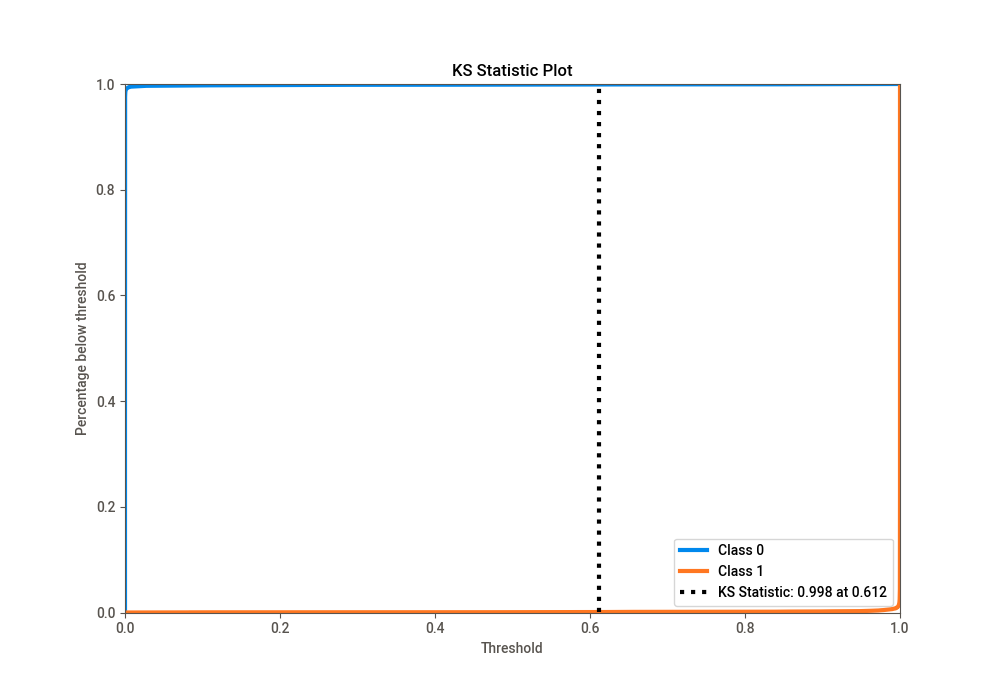 KS Statistic Plot
1.0
0.8
0.6
0.4
0.2
0.0
Percentage below threshold
0.0 0.2 0.4 0.6 0.8 1.0
Threshold
Class 0
Class 1
KS Statistic: 0.998 at 0.612